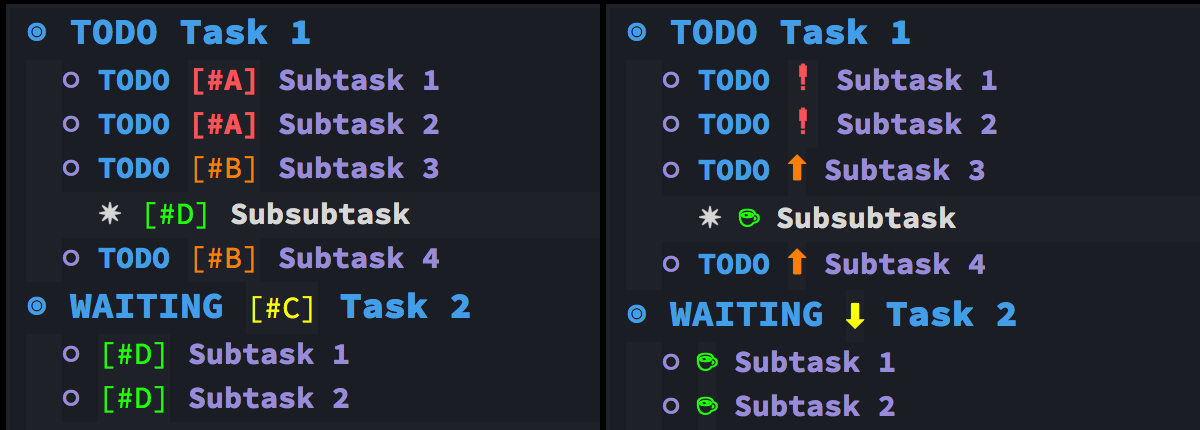 TODO Task 1
TODO [#A] Subtask 1
TODO [#A] Subtask 2
TODO [#B] Subtask 3
[#D] Subsubtask
TODO [#B] Subtask 4
WAITING [#C] Task 2
[#D] Subtask 1
[#D] Subtask 2
TODO Task 1
TODO ! Subtask 1
TODO ! Subtask 2
TODO ⬆ Subtask 3
☕ Subsubtask
TODO ⬆ Subtask 4
WAITING ⬇ Task 2
☕ Subtask 1
☕ Subtask 2